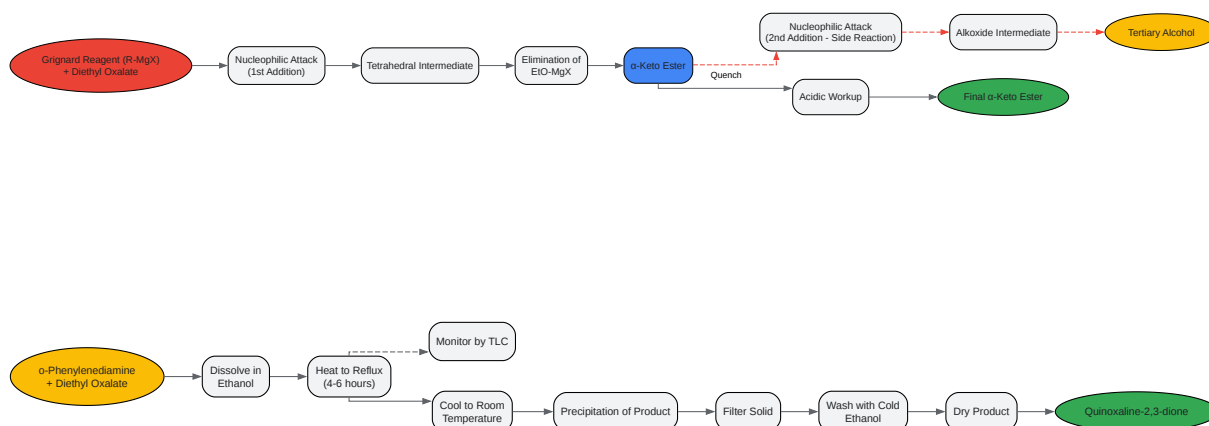 Grignard Reagent (R-MgX)
+ Diethyl Oxalate
Nucleophilic Attack
(1st Addition)
Tetrahedral Intermediate
Elimination of
EtO-MgX
α-Keto Ester
Quench
Nucleophilic Attack
(2nd Addition - Side Reaction)
Alkoxide Intermediate
Tertiary Alcohol
Acidic Workup
Final α-Keto Ester
o-Phenylenediamine
+ Diethyl Oxalate
Dissolve in
Ethanol
Heat to Reflux
(4-6 hours)
Monitor by TLC
Cool to Room
Temperature
Precipitation of Product
Filter Solid
Wash with Cold
Ethanol
Dry Product
Quinoxaline-2,3-dione